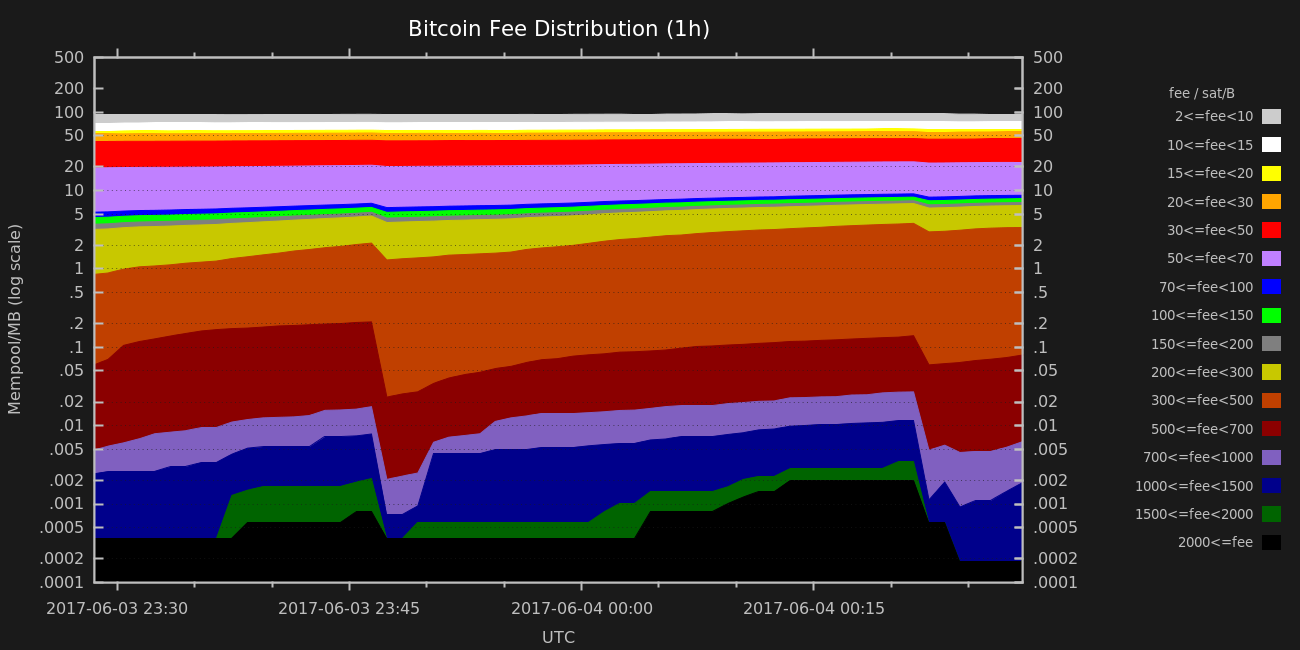 Bitcoin Fee Distribution (1h)
Mempool/MB (log scale)
500
200
100
50
20
10
5
2
1
.5
.2
.1
.05
.02
.01
.005
.002
.001
.0005
.0002
.0001
500
200
100
50
20
10
5
2
1
.5
.2
.1
.05
.02
.01
.005
.002
.001
.0005
.0002
.0001
fee / sat/B
2<=fee<10
10<=fee<15
15<=fee<20
20<=fee<30
30<=fee<50
50<=fee<70
70<=fee<100
100<=fee<150
150<=fee<200
200<=fee<300
300<=fee<500
500<=fee<700
700<=fee<1000
1000<=fee<1500
1500<=fee<2000
2000<=fee
2017-06-03 23:30 2017-06-03 23:45 2017-06-04 00:00 2017-06-04 00:15
UTC